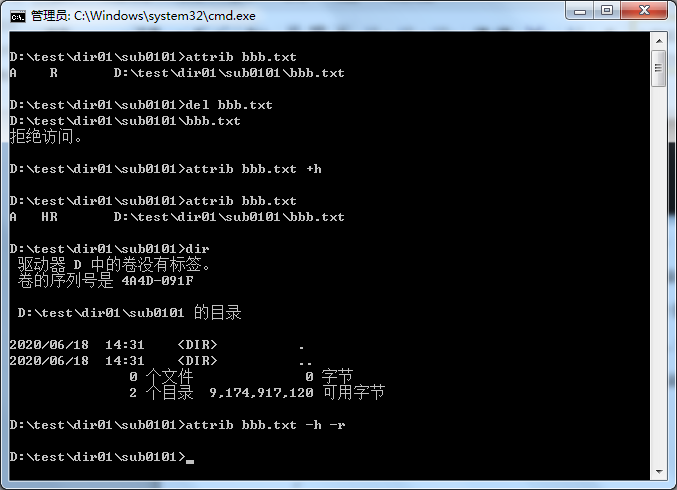 管理员: C:\Windows\system32\cmd.exe
D:\test\dir01\sub0101>attrib bbb.txt
A    R       D:\test\dir01\sub0101\bbb.txt
D:\test\dir01\sub0101>del bbb.txt
D:\test\dir01\sub0101\bbb.txt
拒绝访问。
D:\test\dir01\sub0101>attrib bbb.txt +h
D:\test\dir01\sub0101>attrib bbb.txt
A   HR       D:\test\dir01\sub0101\bbb.txt
D:\test\dir01\sub0101>dir
 驱动器 D 中的卷没有标签。
 卷的序列号是 4A4D-091F
 D:\test\dir01\sub0101 的目录
2020/06/18  14:31    <DIR>          .
2020/06/18  14:31    <DIR>          ..
               0 个文件              0 字节
               2 个目录  9,174,917,120 可用字节
D:\test\dir01\sub0101>attrib bbb.txt -h -r
D:\test\dir01\sub0101>